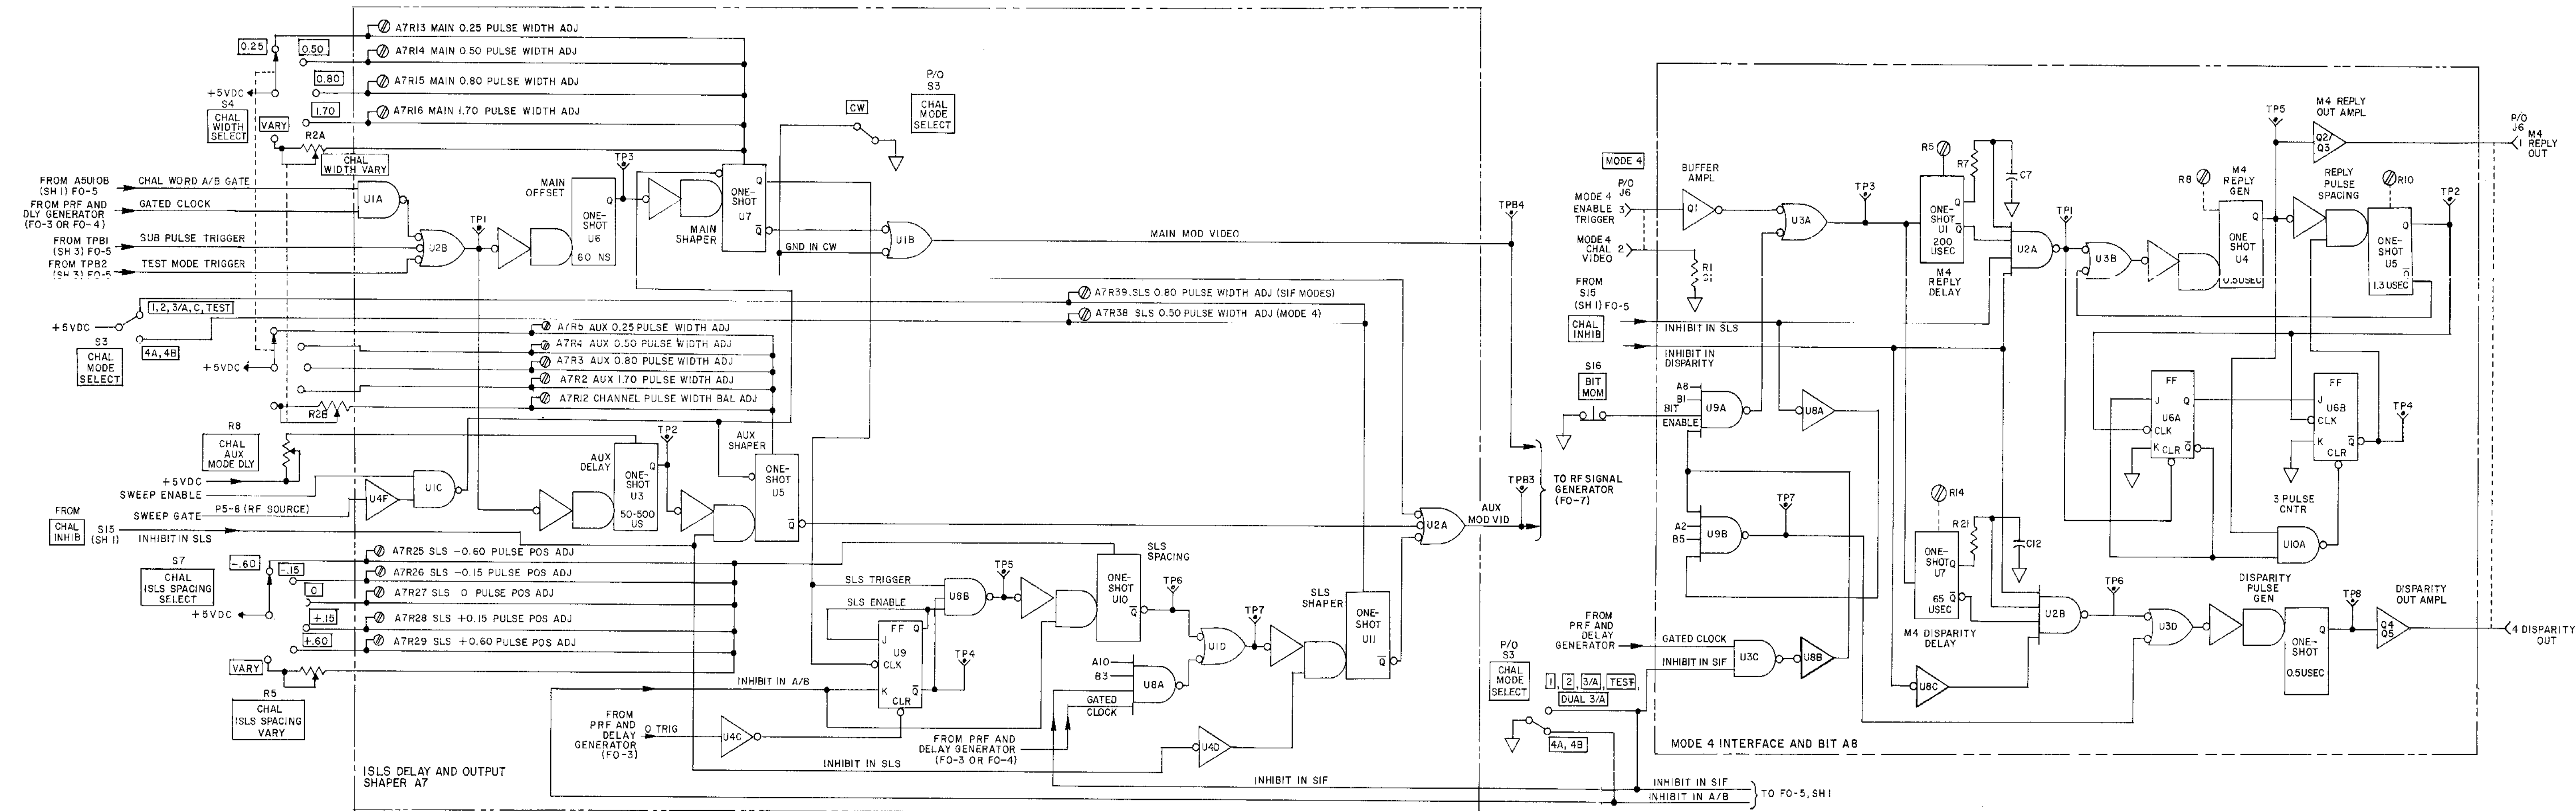 A7R13 MAIN 0.25 PULSE WIDTH ADJ
A7R14 MAIN 0.50 PULSE WIDTH ADJ
A7R15 MAIN 0.80 PULSE WIDTH ADJ
A7R16 MAIN 1.70 PULSE WIDTH ADJ
0.25
0.50
0.80
1.70
VARY
+5VDC
S4
CHAL
WIDTH
SELECT
R2A
CHAL
WIDTH VARY
P/O
S3
CHAL
MODE
SELECT
CW
FROM A5U10B
(SH 1) FO-5
CHAL WORD A/B GATE
FROM PRF AND
DLY GENERATOR
(FO-3 OR FO-4)
GATED CLOCK
FROM TPB1
(SH 3) FO-5
SUB PULSE TRIGGER
FROM TPB2
(SH 3) FO-5
TEST MODE TRIGGER
U1A
U2B
TP1
MAIN
OFFSET
Q
ONE-
SHOT
U6
60 NS
TP3
MAIN
SHAPER
Q
ONE-
SHOT
U7
Q̅
GND IN CW
U1B
MAIN MOD VIDEO
TPB4
+5VDC
1, 2, 3/A, C, TEST
4A, 4B
S3
CHAL
MODE
SELECT
+5VDC
A7R39 SLS 0.80 PULSE WIDTH ADJ (SIF MODES)
A7R38 SLS 0.50 PULSE WIDTH ADJ (MODE 4)
A7R5 AUX 0.25 PULSE WIDTH ADJ
A7R4 AUX 0.50 PULSE WIDTH ADJ
A7R3 AUX 0.80 PULSE WIDTH ADJ
A7R2 AUX 1.70 PULSE WIDTH ADJ
A7R12 CHANNEL PULSE WIDTH BAL ADJ
R2B
R8
CHAL
AUX
MODE DLY
+5VDC
SWEEP ENABLE
SWEEP GATE
P5-8 (RF SOURCE)
U4F
U1C
AUX
DELAY
Q
ONE-
SHOT
U3
50-500
US
TP2
AUX
SHAPER
ONE-
SHOT
U5
Q̅
FROM
CHAL
INHIB
S15
(SH 1)
INHIBIT IN SLS
U2A
AUX
MOD VID
TPB3
TO RF SIGNAL
GENERATOR
(FO-7)
S7
CHAL
ISLS SPACING
SELECT
+5VDC
-.60
-.15
0
+.15
+.60
VARY
A7R25 SLS -0.60 PULSE POS ADJ
A7R26 SLS -0.15 PULSE POS ADJ
A7R27 SLS 0 PULSE POS ADJ
A7R28 SLS +0.15 PULSE POS ADJ
A7R29 SLS +0.60 PULSE POS ADJ
R5
CHAL
ISLS SPACING
VARY
SLS TRIGGER
SLS ENABLE
U8B
TP5
SLS
SPACING
ONE-
SHOT
U10
Q̅
TP6
J
FF
Q
U9
CLK
K
Q̅
CLR
TP4
A10
B3
U8A
GATED
CLOCK
U1D
TP7
SLS
SHAPER
ONE-
SHOT
U11
Q̅
INHIBIT IN A/B
FROM
PRF AND
DELAY
GENERATOR
(FO-3)
0 TRIG
U4C
FROM PRF AND
DELAY GENERATOR
(FO-3 OR FO-4)
U4D
INHIBIT IN SLS
INHIBIT IN SIF
ISLS DELAY AND OUTPUT
SHAPER A7
MODE 4
P/O
J6
MODE 4
ENABLE 3
TRIGGER
MODE 4
CHAL 2
VIDEO
BUFFER
AMPL
Q1
R1
91
FROM
S15
(SH 1) FO-5
CHAL
INHIB
INHIBIT IN SLS
INHIBIT IN
DISPARITY
U3A
TP3
R5
ONE-
SHOT
U1
Q
Q̅
200
USEC
M4
REPLY
DELAY
R7
C7
TP1
U2A
U3B
R8
M4
REPLY
GEN
ONE
SHOT
U4
Q
0.5USEC
TP5
M4 REPLY
OUT AMPL
Q2
Q3
REPLY
PULSE
SPACING
R10
Q
ONE-
SHOT
U5
Q̅
1.3 USEC
TP2
P/O
J6
1 M4
REPLY
OUT
S16
BIT
MOM
A8
B1
BIT
ENABLE
U9A
U8A
A2
B5
U9B
TP7
FF
J
Q
U6A
CLK
K
CLR
Q̅
FF
J
U6B
CLK
K
Q̅
CLR
TP4
3 PULSE
CNTR
U10A
R14
ONE-
SHOT
Q
U7
65
Q̅
USEC
M4 DISPARITY
DELAY
R21
C12
U2B
TP6
U3D
DISPARITY
PULSE
GEN
Q
ONE-
SHOT
0.5USEC
TP8
DISPARITY
OUT AMPL
Q4
Q5
4 DISPARITY
OUT
FROM
PRF AND
DELAY
GENERATOR
GATED CLOCK
INHIBIT IN SIF
U3C
U8B
U8C
P/O
S3
CHAL
MODE
SELECT
1, 2, 3/A, TEST,
DUAL 3/A
4A, 4B
MODE 4 INTERFACE AND BIT A8
INHIBIT IN SIF
INHIBIT IN A/B
TO FO-5, SH 1